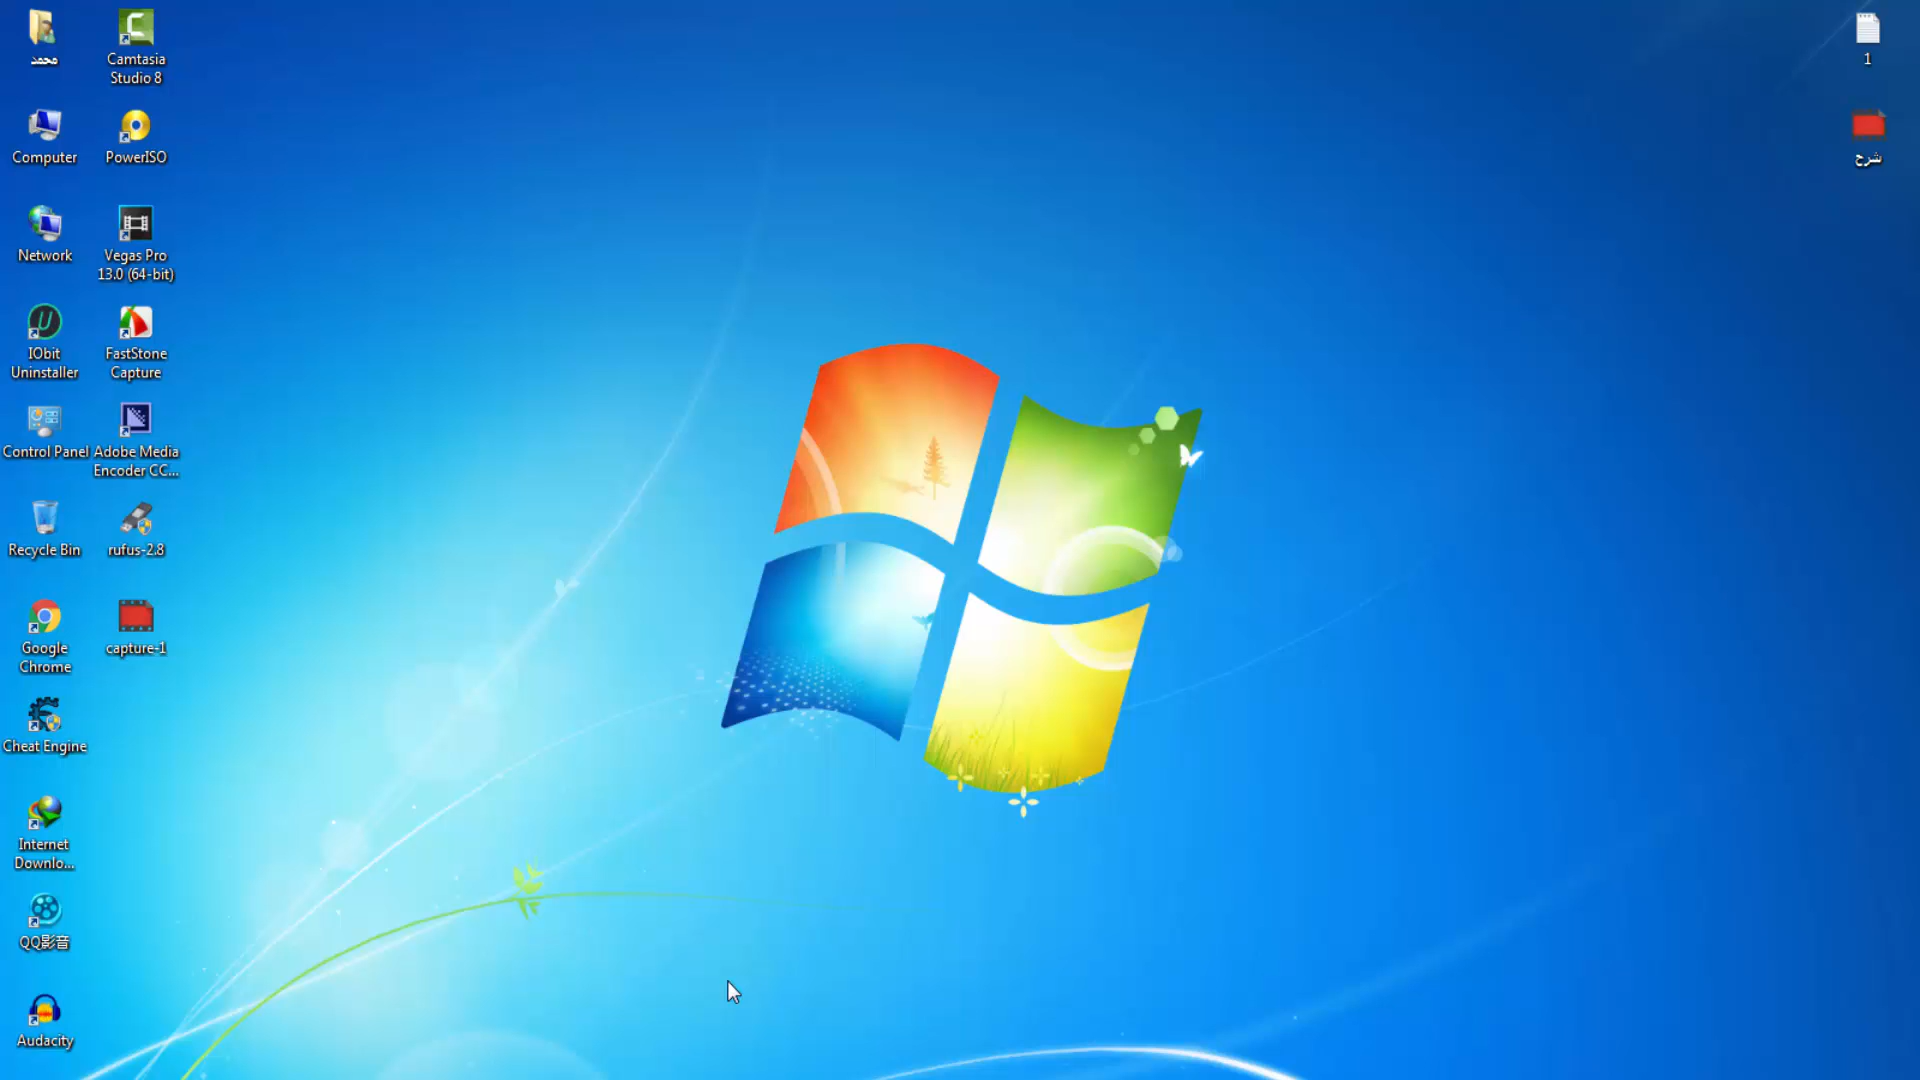 محمد
Camtasia
Studio 8
1
Computer
PowerISO
شرح
Network
Vegas Pro
13.0 (64-bit)
IObit
Uninstaller
FastStone
Capture
Control Panel
Adobe Media
Encoder CC...
Recycle Bin
rufus-2.8
Google
Chrome
capture-1
Cheat Engine
Internet
Downlo...
QQ影音
Audacity